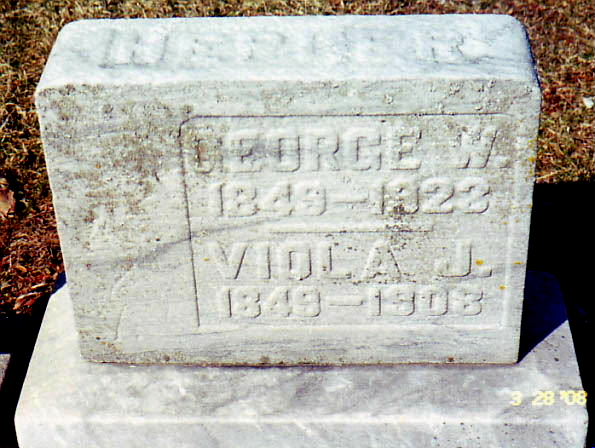 GEORGE W.
1849-1923
VIOLA J.
1849-1908
3 28 '08